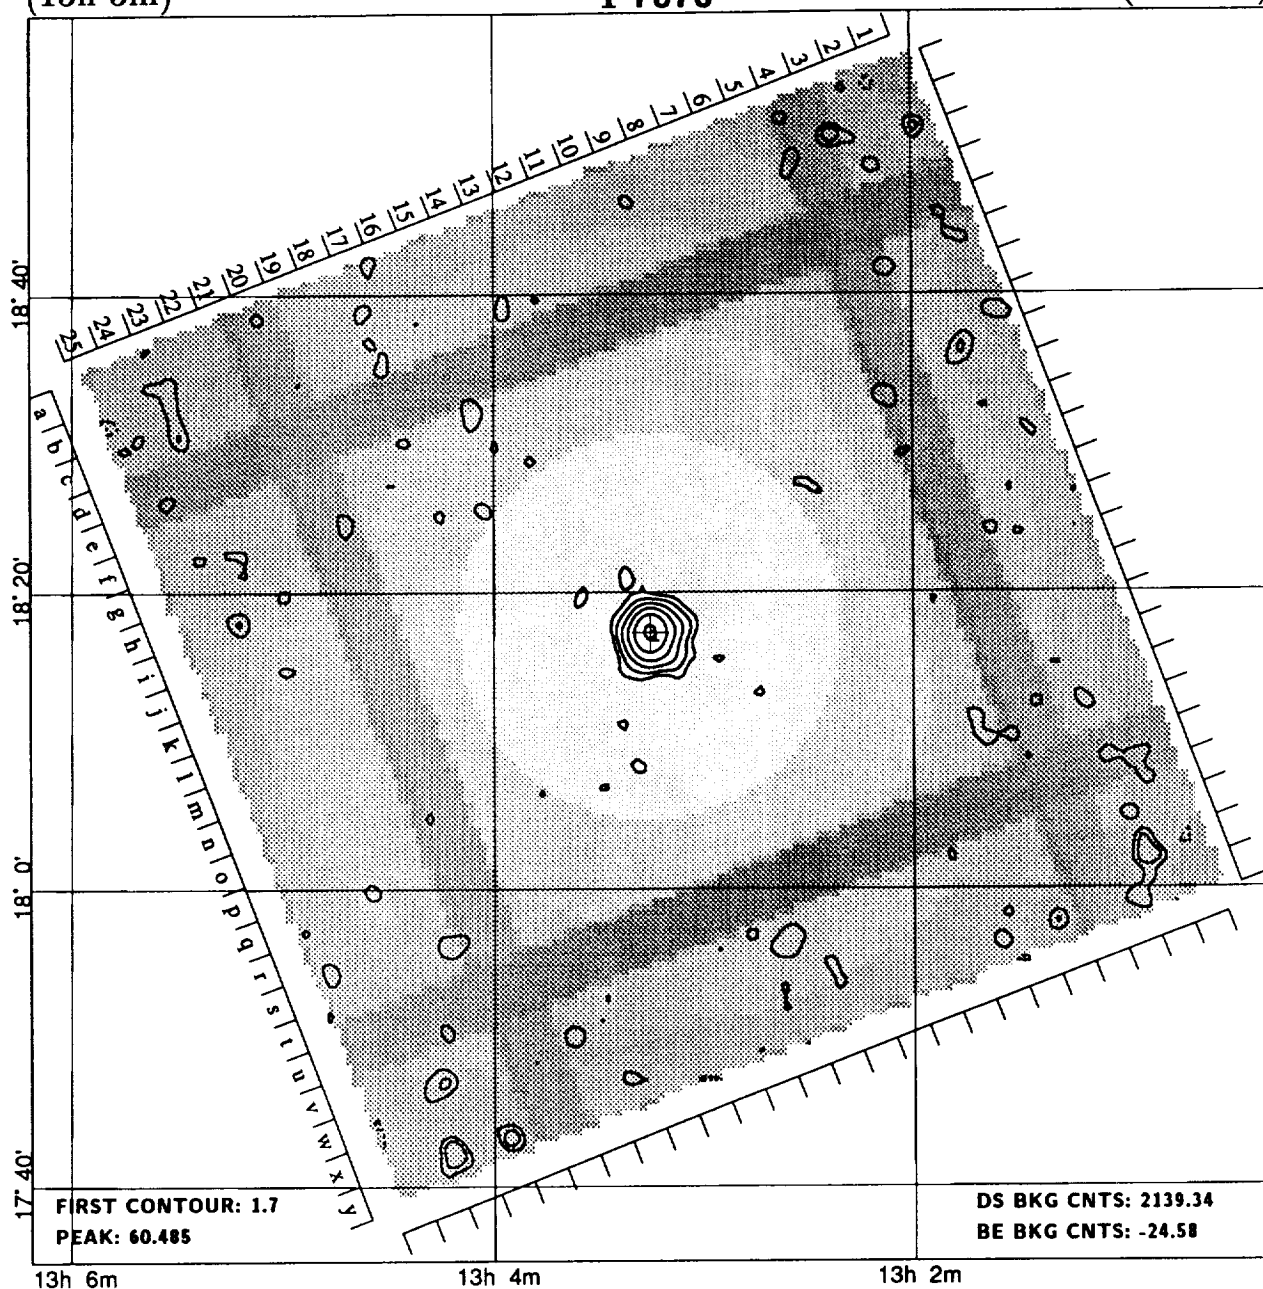 1 2 3 4 5 6 7 8 9 10 11 12 13 14 15 16 17 18 19 20 21 22 23 24 25
18° 40'
a b c d e f g h i j k l m n o p q r s t u v w x y
18° 20'
18° 0'
17° 40'
FIRST CONTOUR: 1.7
PEAK: 60.485
DS BKG CNTS: 2139.34
BE BKG CNTS: -24.58
13h 6m 13h 4m 13h 2m